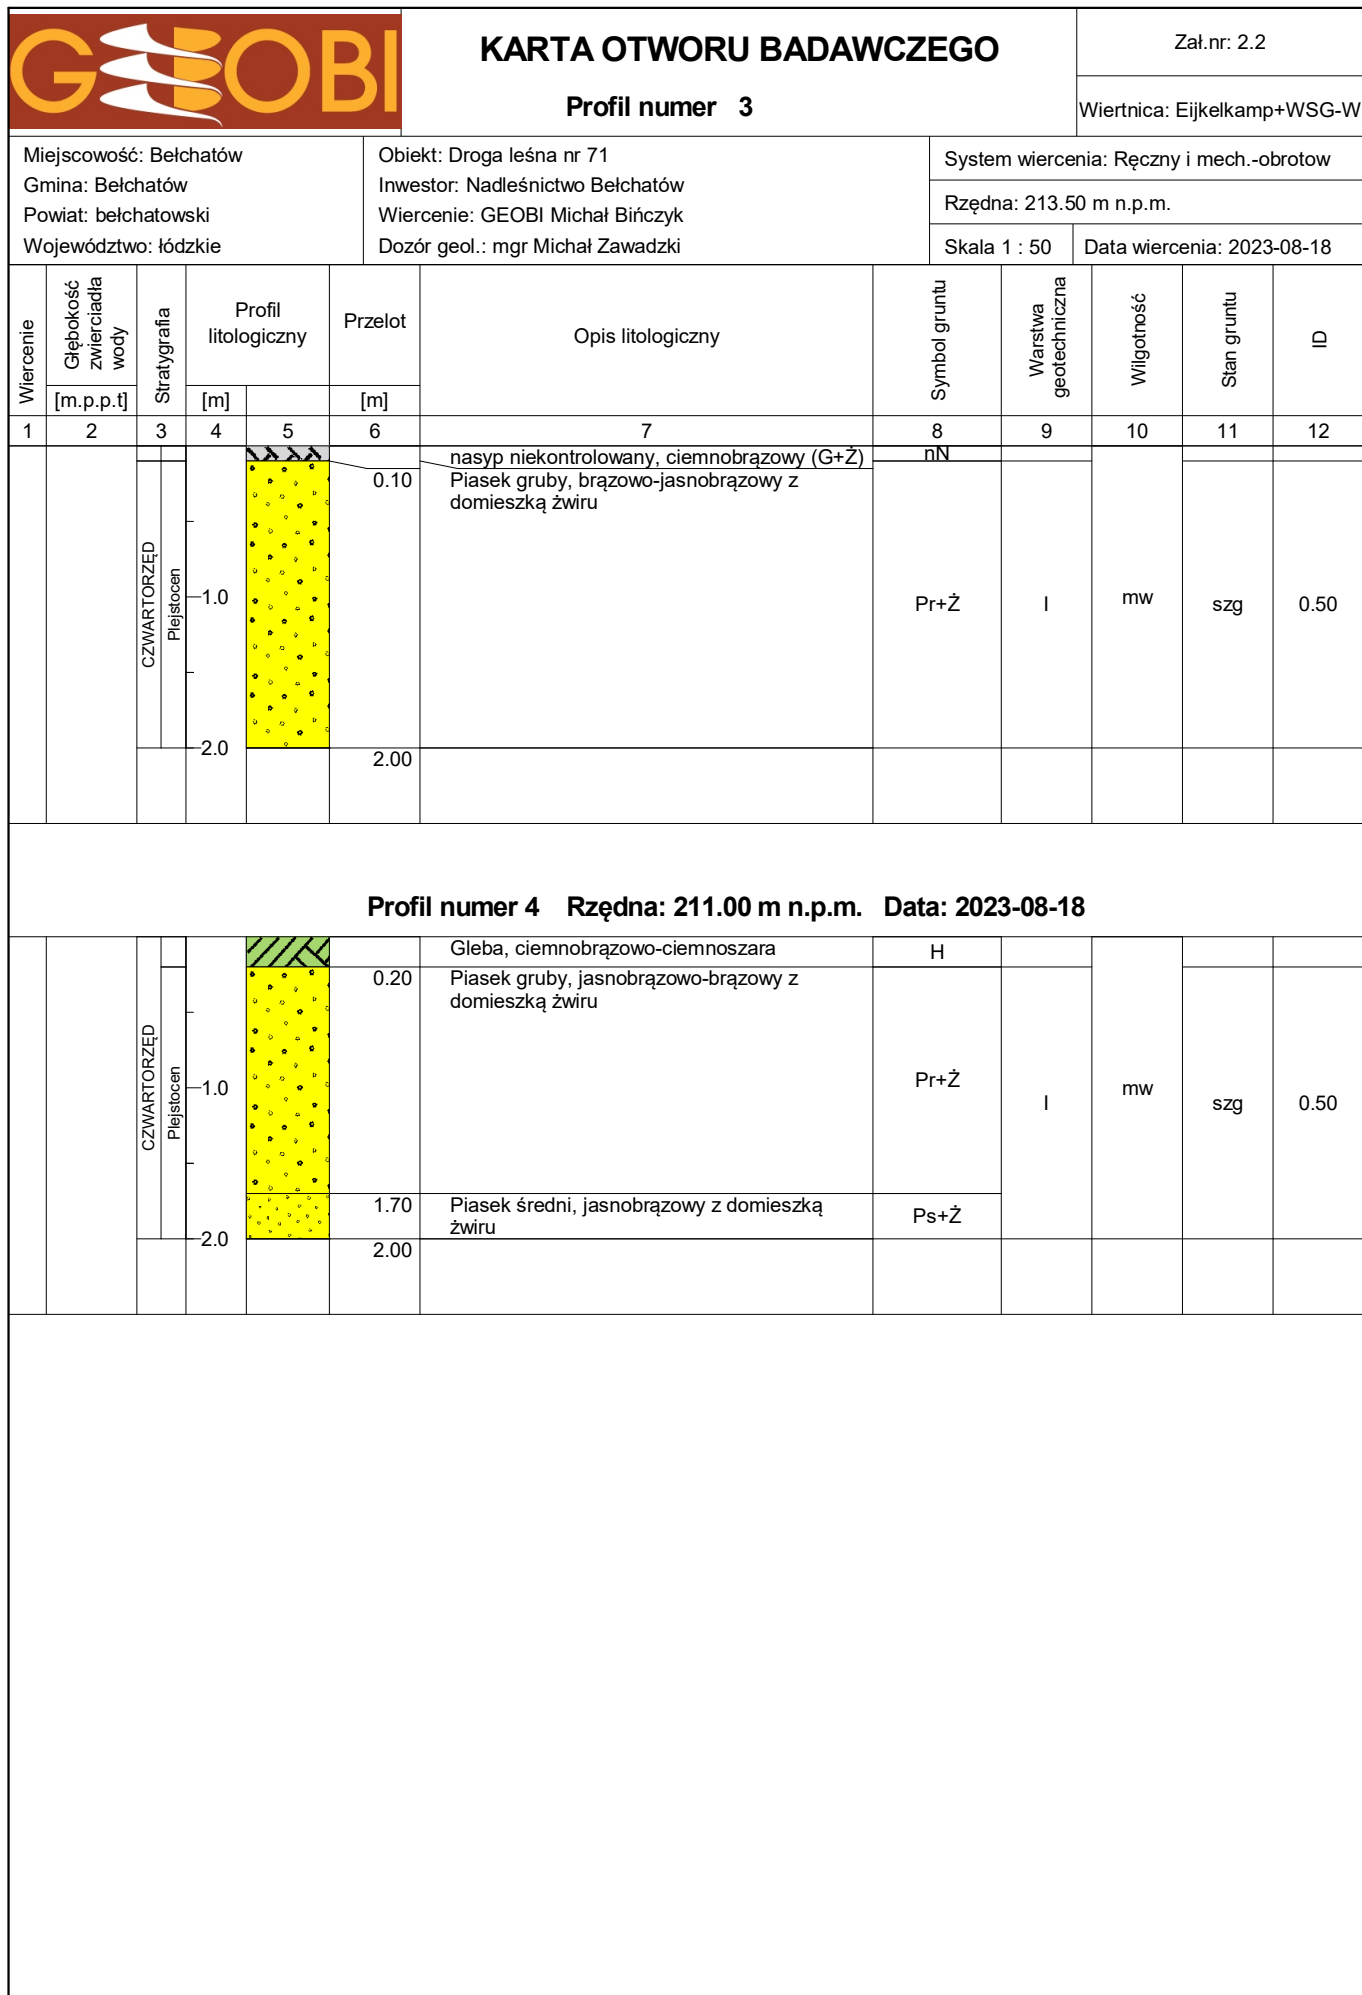 GEOBI
KARTA OTWORU BADAWCZEGO
Profil numer 3
Zał.nr: 2.2
Wiertnica: Eijkelkamp+WSG-W
Miejscowość: Bełchatów
Gmina: Bełchatów
Powiat: bełchatowski
Województwo: łódzkie
Obiekt: Droga leśna nr 71
Inwestor: Nadleśnictwo Bełchatów
Wiercenie: GEOBI Michał Bińczyk
Dozór geol.: mgr Michał Zawadzki
System wiercenia: Ręczny i mech.-obrotow
Rzędna: 213.50 m n.p.m.
Skala 1 : 50
Data wiercenia: 2023-08-18
Wiercenie
Głębokość
zwierciadła
wody
[m.p.p.t]
Stratygrafia
Profil
litologiczny
[m]
Przelot
[m]
Opis litologiczny
Symbol gruntu
Warstwa
geotechniczna
Wilgotność
Stan gruntu
ID
1 2 3 4 5 6 7 8 9 10 11 12
nasyp niekontrolowany, ciemnobrązowy (G+Ż)
nN
0.10
Piasek gruby, brązowo-jasnobrązowy z
domieszką żwiru
CZWARTORZĘD
Plejstocen
1.0
Pr+Ż
I
mw
szg
0.50
2.0
2.00
Profil numer 4 Rzędna: 211.00 m n.p.m. Data: 2023-08-18
Gleba, ciemnobrązowo-ciemnoszara
H
0.20
Piasek gruby, jasnobrązowo-brązowy z
domieszką żwiru
CZWARTORZĘD
Plejstocen
1.0
Pr+Ż
I
mw
szg
0.50
1.70
Piasek średni, jasnobrązowy z domieszką
żwiru
Ps+Ż
2.0
2.00